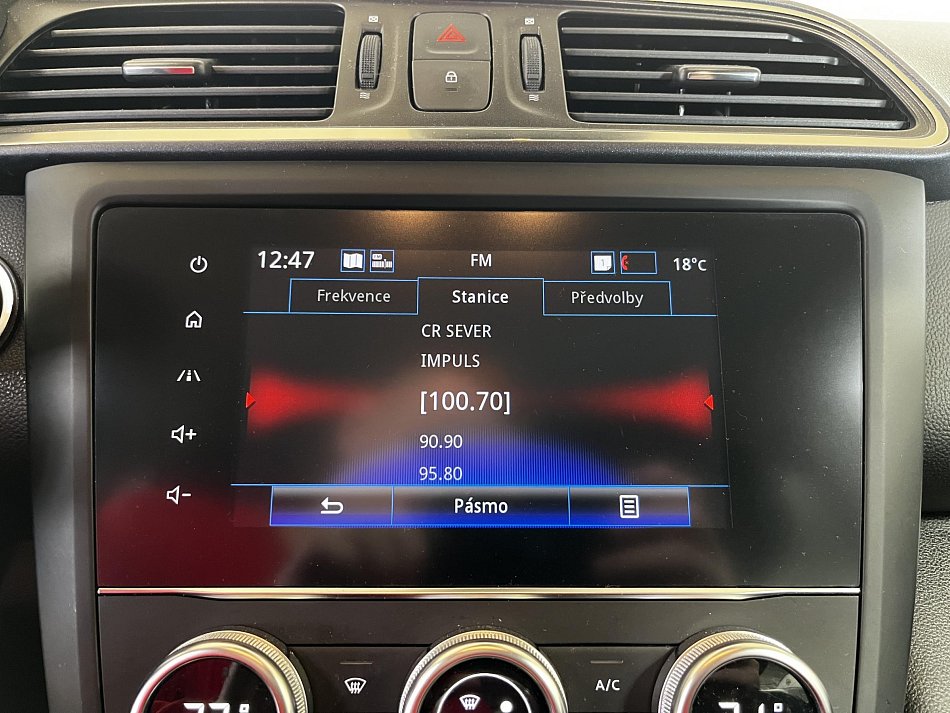 12:47 FM 18°C
Frekvence Stanice Předvolby
CR SEVER
IMPULS
[100.70]
90.90
95.80
Pásmo
A/C